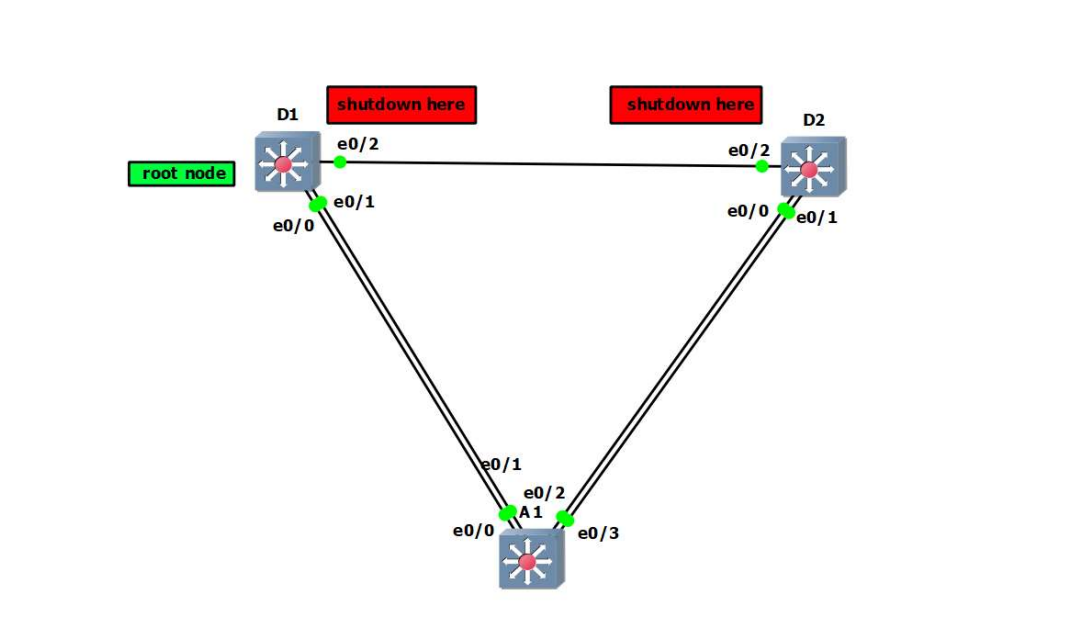 shutdown here
shutdown here
D1
D2
e0/2
e0/2
root node
e0/1
e0/0
e0/0
e0/1
e0/1
e0/2
A1
e0/0
e0/3